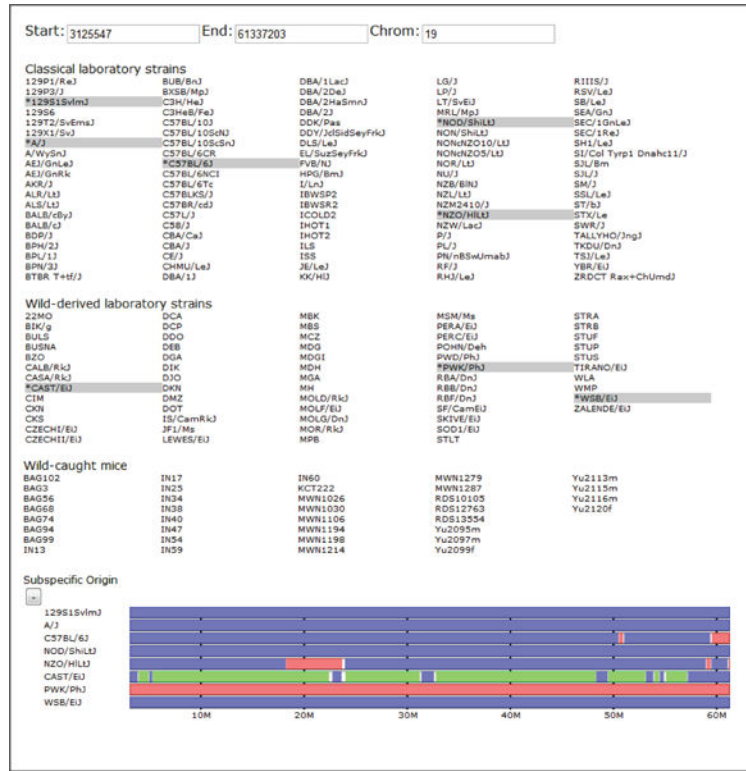 Start: 3125547 End: 61337203 Chrom: 19
Classical laboratory strains
129P1/ReJ
129P3/J
*129S1SvlmJ
129S6
129T2/SvEmsJ
129X1/SvJ
*A/J
A/WySnJ
AEJ/GnLeJ
AEJ/GnRk
AKR/J
ALR/LtJ
ALS/LtJ
BALB/cByJ
BALB/cJ
BDP/J
BPH/2J
BPL/1J
BPN/3J
BTBR T+tf/J
BUB/BnJ
BXSB/MpJ
C3H/HeJ
C3HeB/FeJ
C57BL/10J
C57BL/10ScNJ
C57BL/10ScSnJ
C57BL/6CR
*C57BL/6J
C57BL/6NCI
C57BL/6Tc
C57BLKS/J
C57BR/cdJ
C57L/J
C58/J
CBA/CaJ
CBA/J
CE/J
CHMU/LeJ
DBA/1J
DBA/1LacJ
DBA/2DeJ
DBA/2HaSmnJ
DBA/2J
DDK/Pas
DDY/JclSidSeyFrkJ
DLS/LeJ
EL/SuzSeyFrkJ
FVB/NJ
HPG/BmJ
I/LnJ
IBWSP2
IBWSR2
ICOLD2
IHOT1
IHOT2
ILS
ISS
JE/LeJ
KK/HlJ
LG/J
LP/J
LT/SvEiJ
MRL/MpJ
*NOD/ShiLtJ
NON/ShiLtJ
NONcNZO10/LtJ
NONcNZO5/LtJ
NOR/LtJ
NU/J
NZB/BlNJ
NZL/LtJ
NZM2410/J
*NZO/HlLtJ
NZW/LacJ
P/J
PL/J
PN/nBSwUmabJ
RF/J
RHJ/LeJ
RIIIS/J
RSV/LeJ
SB/LeJ
SEA/GnJ
SEC/1GnLeJ
SEC/1ReJ
SH1/LeJ
SI/Col Tyrp1 Dnahc11/J
SJL/Bm
SJL/J
SM/J
SSL/LeJ
ST/bJ
STX/Le
SWR/J
TALLYHO/JngJ
TKDU/DnJ
TSJ/LeJ
YBR/EiJ
ZRDCT Rax+ChUmdJ
Wild-derived laboratory strains
22MO
BIK/g
BULS
BUSNA
BZO
CALB/RkJ
CASA/RkJ
*CAST/EiJ
CIM
CKN
CKS
CZECHI/EiJ
CZECHII/EiJ
DCA
DCP
DDO
DEB
DGA
DIK
DJO
DKN
DMZ
DOT
IS/CamRkJ
JF1/Ms
LEWES/EiJ
MBK
MBS
MCZ
MDG
MDGI
MDH
MGA
MH
MOLD/RkJ
MOLF/EiJ
MOLG/DnJ
MOR/RkJ
MPB
MSM/Ms
PERA/EiJ
PERC/EiJ
POHN/Deh
PWD/PhJ
*PWK/PhJ
RBA/DnJ
RBB/DnJ
RBF/DnJ
SF/CamEiJ
SKIVE/EiJ
SOD1/EiJ
STLT
STRA
STRB
STUF
STUP
STUS
TIRANO/EiJ
WLA
WMP
*WSB/EiJ
ZALENDE/EiJ
Wild-caught mice
BAG102
BAG3
BAG56
BAG68
BAG74
BAG94
BAG99
IN13
IN17
IN25
IN34
IN38
IN40
IN47
IN54
IN59
IN60
KCT222
MWN1026
MWN1030
MWN1106
MWN1194
MWN1198
MWN1214
MWN1279
MWN1287
RDS10105
RDS12763
RDS13554
Yu2095m
Yu2097m
Yu2099f
Yu2113m
Yu2115m
Yu2116m
Yu2120f
Subspecific Origin
-
129S1SvlmJ
A/J
C57BL/6J
NOD/ShiLtJ
NZO/HlLtJ
CAST/EiJ
PWK/PhJ
WSB/EiJ
10M 20M 30M 40M 50M 60M